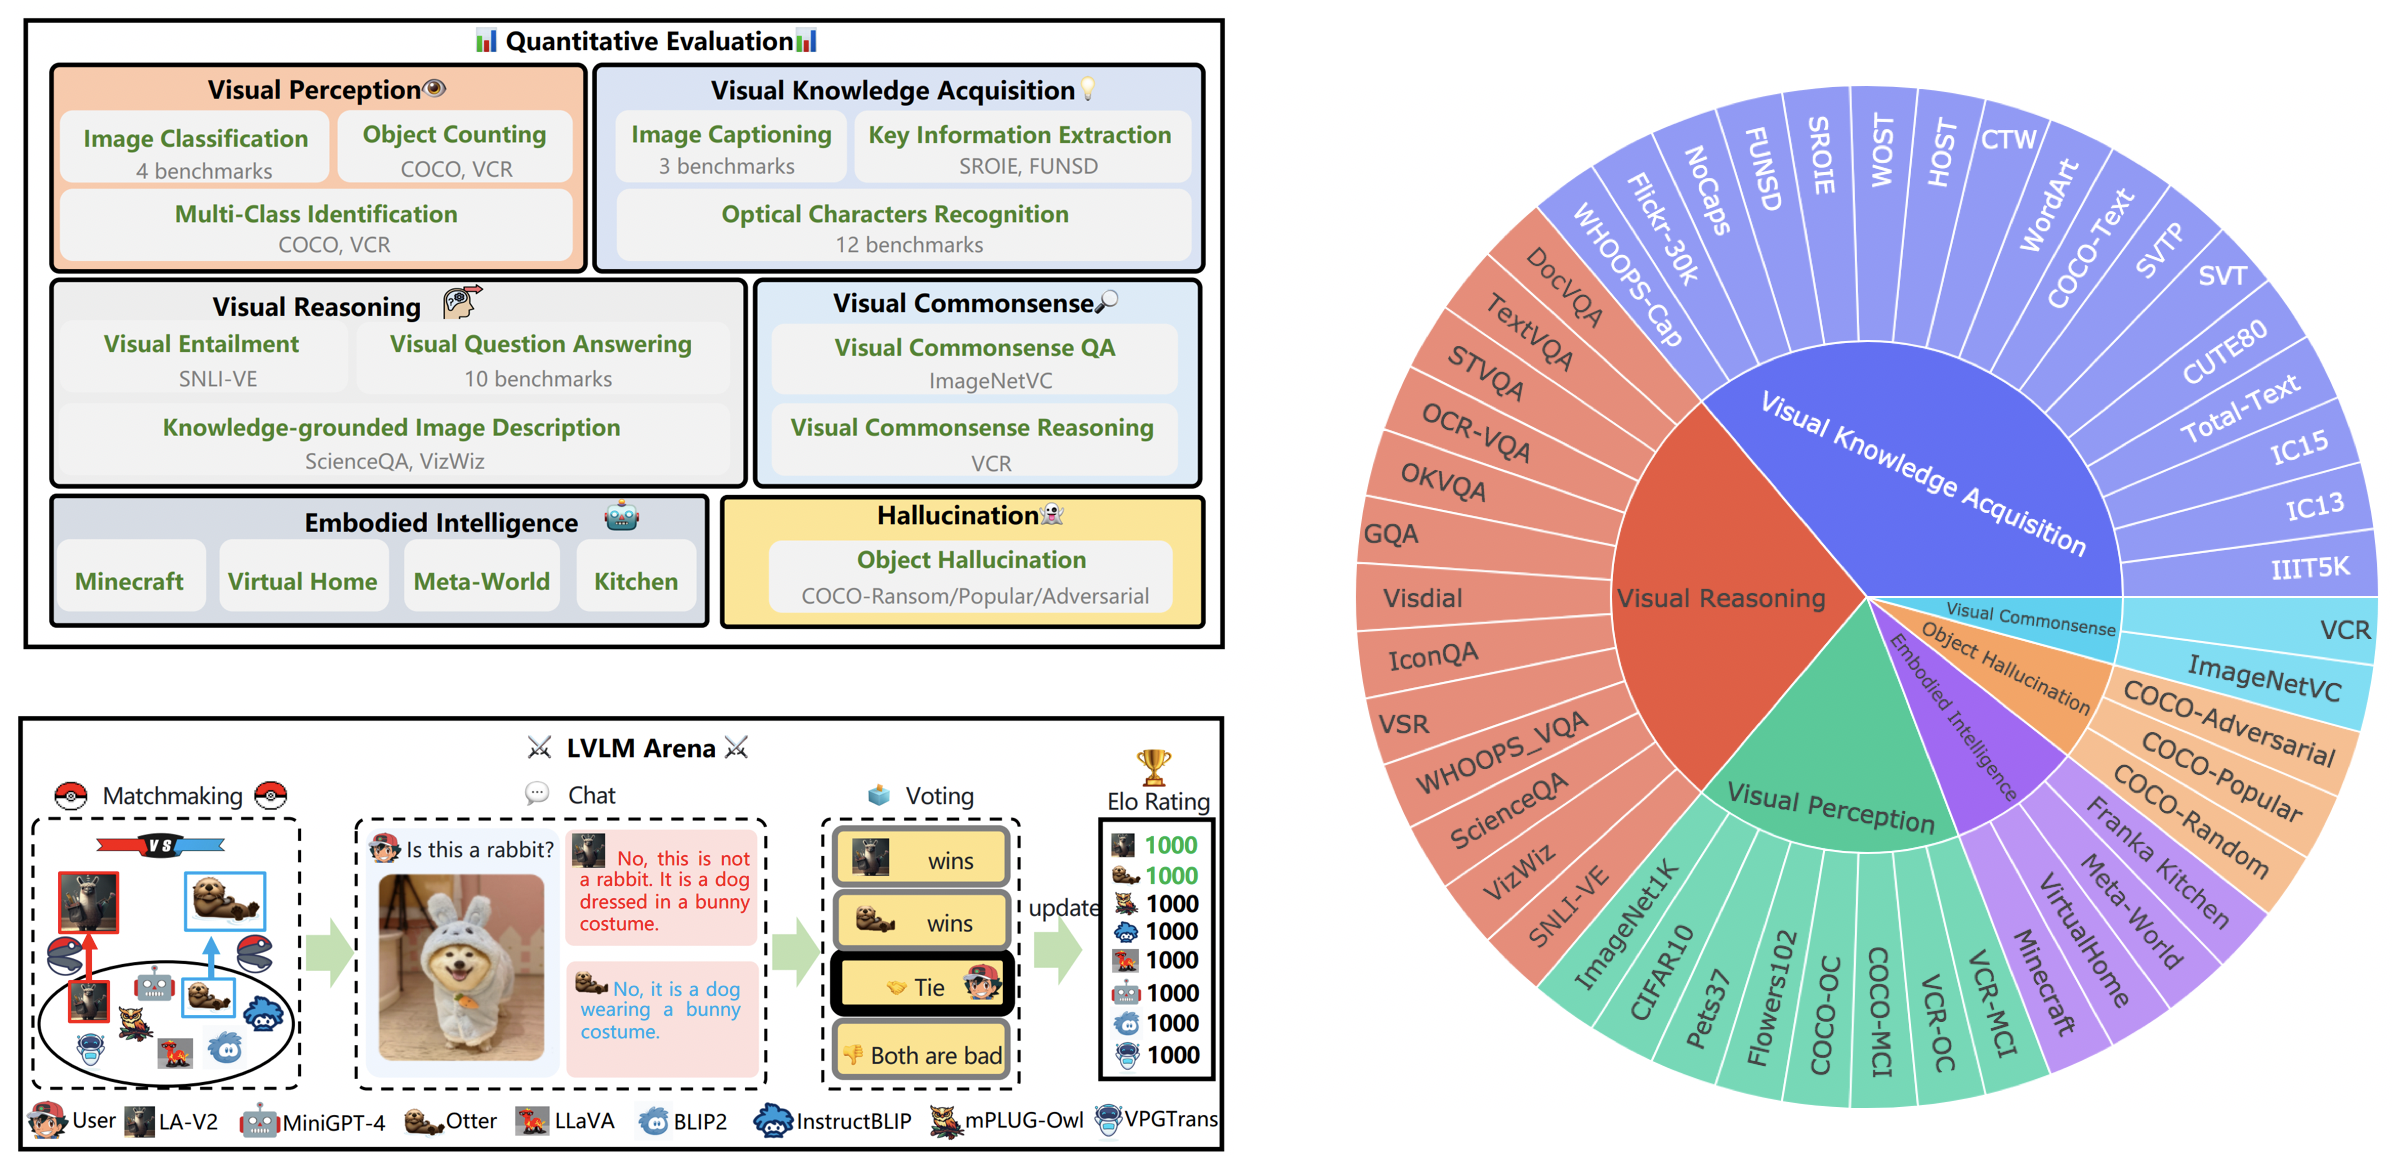 Quantitative Evaluation
Visual Perception
Image Classification
4 benchmarks
Object Counting
COCO, VCR
Multi-Class Identification
COCO, VCR
Visual Knowledge Acquisition
Image Captioning
3 benchmarks
Key Information Extraction
SROIE, FUNSD
Optical Characters Recognition
12 benchmarks
Visual Reasoning
Visual Entailment
SNLI-VE
Visual Question Answering
10 benchmarks
Knowledge-grounded Image Description
ScienceQA, VizWiz
Visual Commonsense
Visual Commonsense QA
ImageNetVC
Visual Commonsense Reasoning
VCR
Embodied Intelligence
Minecraft
Virtual Home
Meta-World
Kitchen
Hallucination
Object Hallucination
COCO-Ransom/Popular/Adversarial
LVLM Arena
Matchmaking
VS
Chat
Is this a rabbit?
No, this is not
a rabbit. It is a dog
dressed in a bunny
costume.
No, it is a dog
wearing a bunny
costume.
Voting
wins
wins
Tie
Both are bad
update
Elo Rating
1000
1000
1000
1000
1000
1000
1000
1000
User
LA-V2
MiniGPT-4
Otter
LLaVA
BLIP2
InstructBLIP
mPLUG-Owl
VPGTrans
Visual Knowledge Acquisition
WHOOPS-Cap
Flickr-30k
NoCaps
FUNSD
SROIE
WOST
HOST
CTW
WordArt
COCO-Text
SVTP
SVT
CUTE80
Total-Text
IC15
IC13
IIIT5K
Visual Commonsense
VCR
ImageNetVC
Object Hallucination
COCO-Adversarial
COCO-Popular
COCO-Random
Embodied Intelligence
Franka Kitchen
Meta-World
VirtualHome
Minecraft
Visual Perception
VCR-MCI
VCR-OC
COCO-MCI
COCO-OC
Flowers102
Pets37
CIFAR10
ImageNet1K
Visual Reasoning
SNLI-VE
VizWiz
ScienceQA
WHOOPS_VQA
VSR
IconQA
Visdial
GQA
OKVQA
OCR-VQA
STVQA
TextVQA
DocVQA